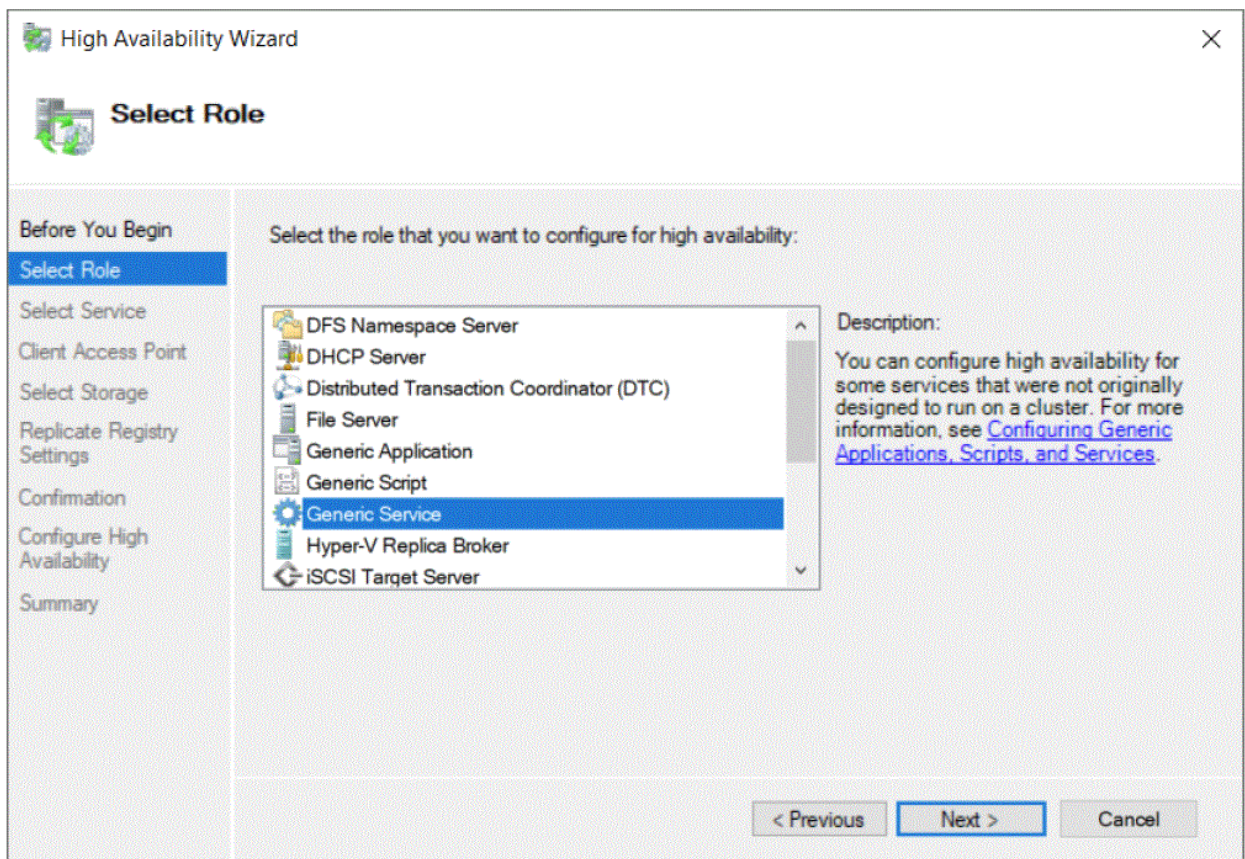 High Availability Wizard
Select Role
Before You Begin
Select Role
Select Service
Client Access Point
Select Storage
Replicate Registry
Settings
Confirmation
Configure High
Availability
Summary
Select the role that you want to configure for high availability:
DFS Namespace Server
DHCP Server
Distributed Transaction Coordinator (DTC)
File Server
Generic Application
Generic Script
Generic Service
Hyper-V Replica Broker
iSCSI Target Server
Description:
You can configure high availability for
some services that were not originally
designed to run on a cluster. For more
information, see Configuring Generic
Applications, Scripts, and Services.
< Previous
Next >
Cancel